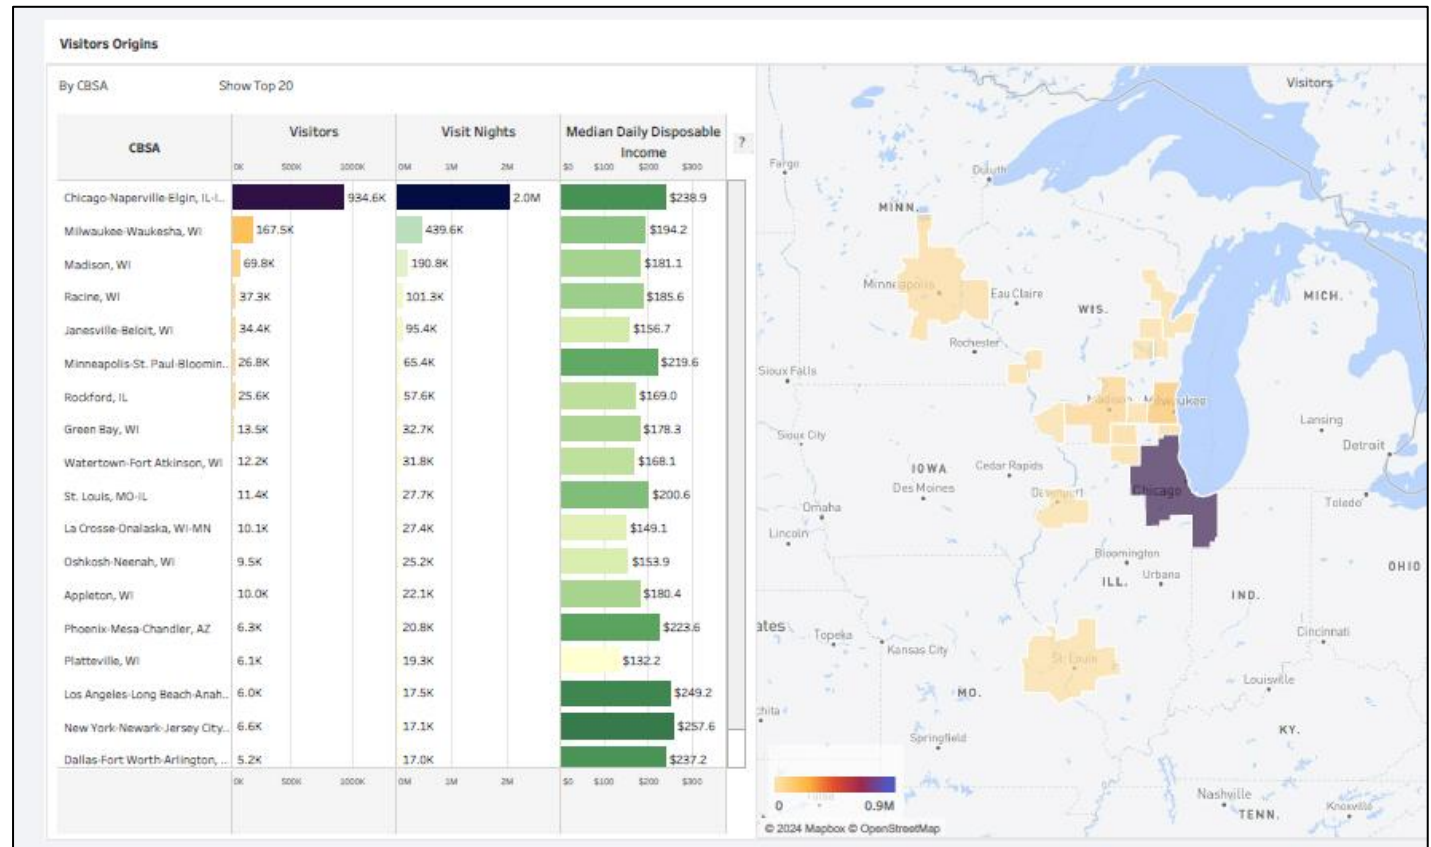 Visitors Origins
By CBSA Show Top 20
CBSA Visitors Visit Nights Median Daily Disposable Income ?
0K 500K 1000K 0M 1M 2M $0 $100 $200 $300
Chicago-Naperville-Elgin, IL-I... 934.6K 2.0M $238.9
Milwaukee-Waukesha, WI 167.5K 439.6K $194.2
Madison, WI 69.8K 190.8K $181.1
Racine, WI 37.3K 101.3K $185.6
Janesville-Beloit, WI 34.4K 95.4K $156.7
Minneapolis-St. Paul-Bloomin.. 26.8K 65.4K $219.6
Rockford, IL 25.6K 57.6K $169.0
Green Bay, WI 13.5K 32.7K $178.3
Watertown-Fort Atkinson, WI 12.2K 31.8K $168.1
St. Louis, MO-IL 11.4K 27.7K $200.6
La Crosse-Onalaska, WI-MN 10.1K 27.4K $149.1
Oshkosh-Neenah, WI 9.5K 25.2K $153.9
Appleton, WI 10.0K 22.1K $180.4
Phoenix-Mesa-Chandler, AZ 6.3K 20.8K $223.6
Platteville, WI 6.1K 19.3K $132.2
Los Angeles-Long Beach-Anah.. 6.0K 17.5K $249.2
New York-Newark-Jersey City.. 6.6K 17.1K $257.6
Dallas-Fort Worth-Arlington, .. 5.2K 17.0K $237.2
0K 500K 1000K 0M 1M 2M $0 $100 $200 $300
Visitors
Fargo
Duluth
MINN.
Minneapolis
Eau Claire
WIS.
MICH.
Rochester
Sioux Falls
Madison
Milwaukee
Lansing
Sioux City
Detroit
IOWA
Cedar Rapids
Des Moines
Davenport
Chicago
Toledo
Omaha
Lincoln
Bloomington
OHIO
ILL.
Urbana
IND.
ates
Topeka
Kansas City
Cincinnati
St. Louis
Louisville
MO.
chita
KY.
Springfield
Nashville
Knoxville
TENN.
Tulsa
0 0.9M
© 2024 Mapbox © OpenStreetMap